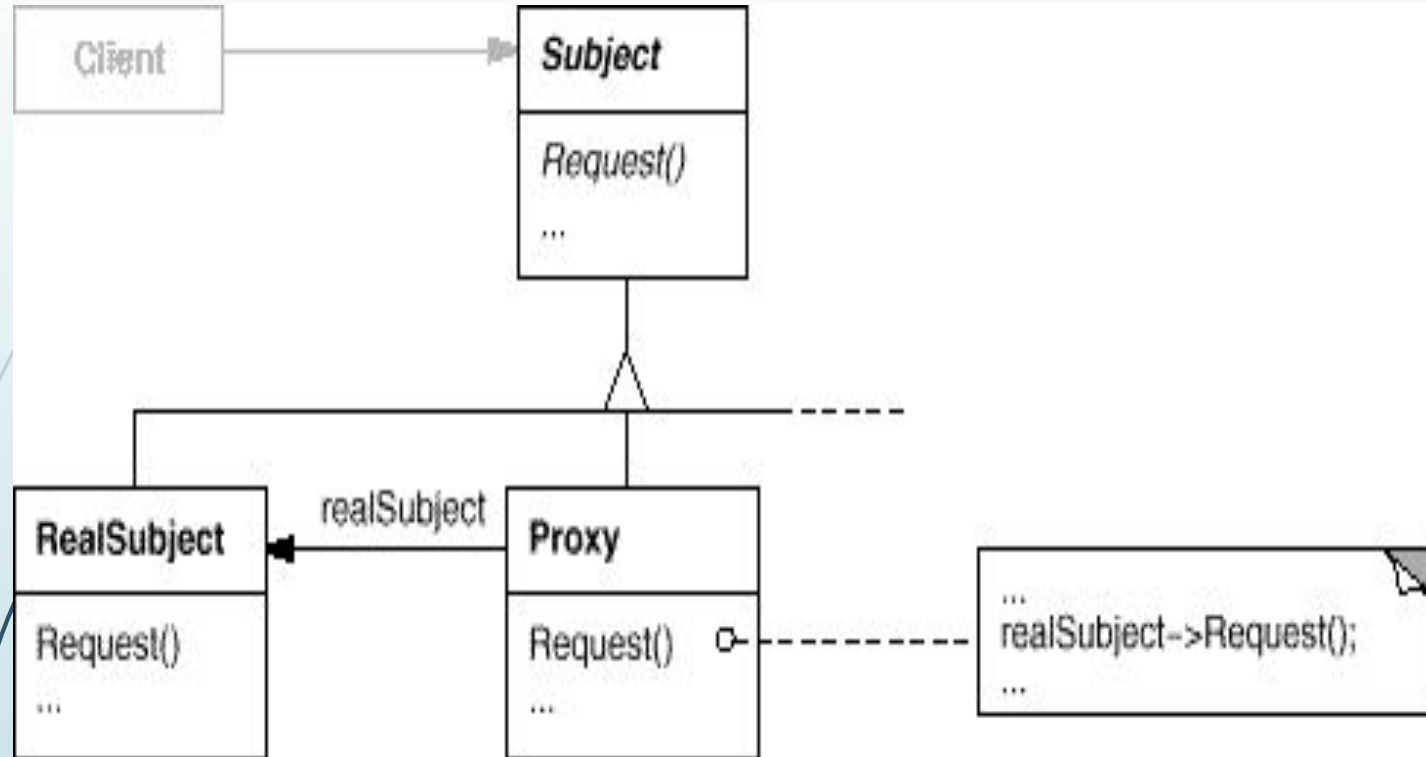 Client
Subject
Request()
...
RealSubject
Request()
...
realSubject
Proxy
Request()
...
...
realSubject->Request();
...